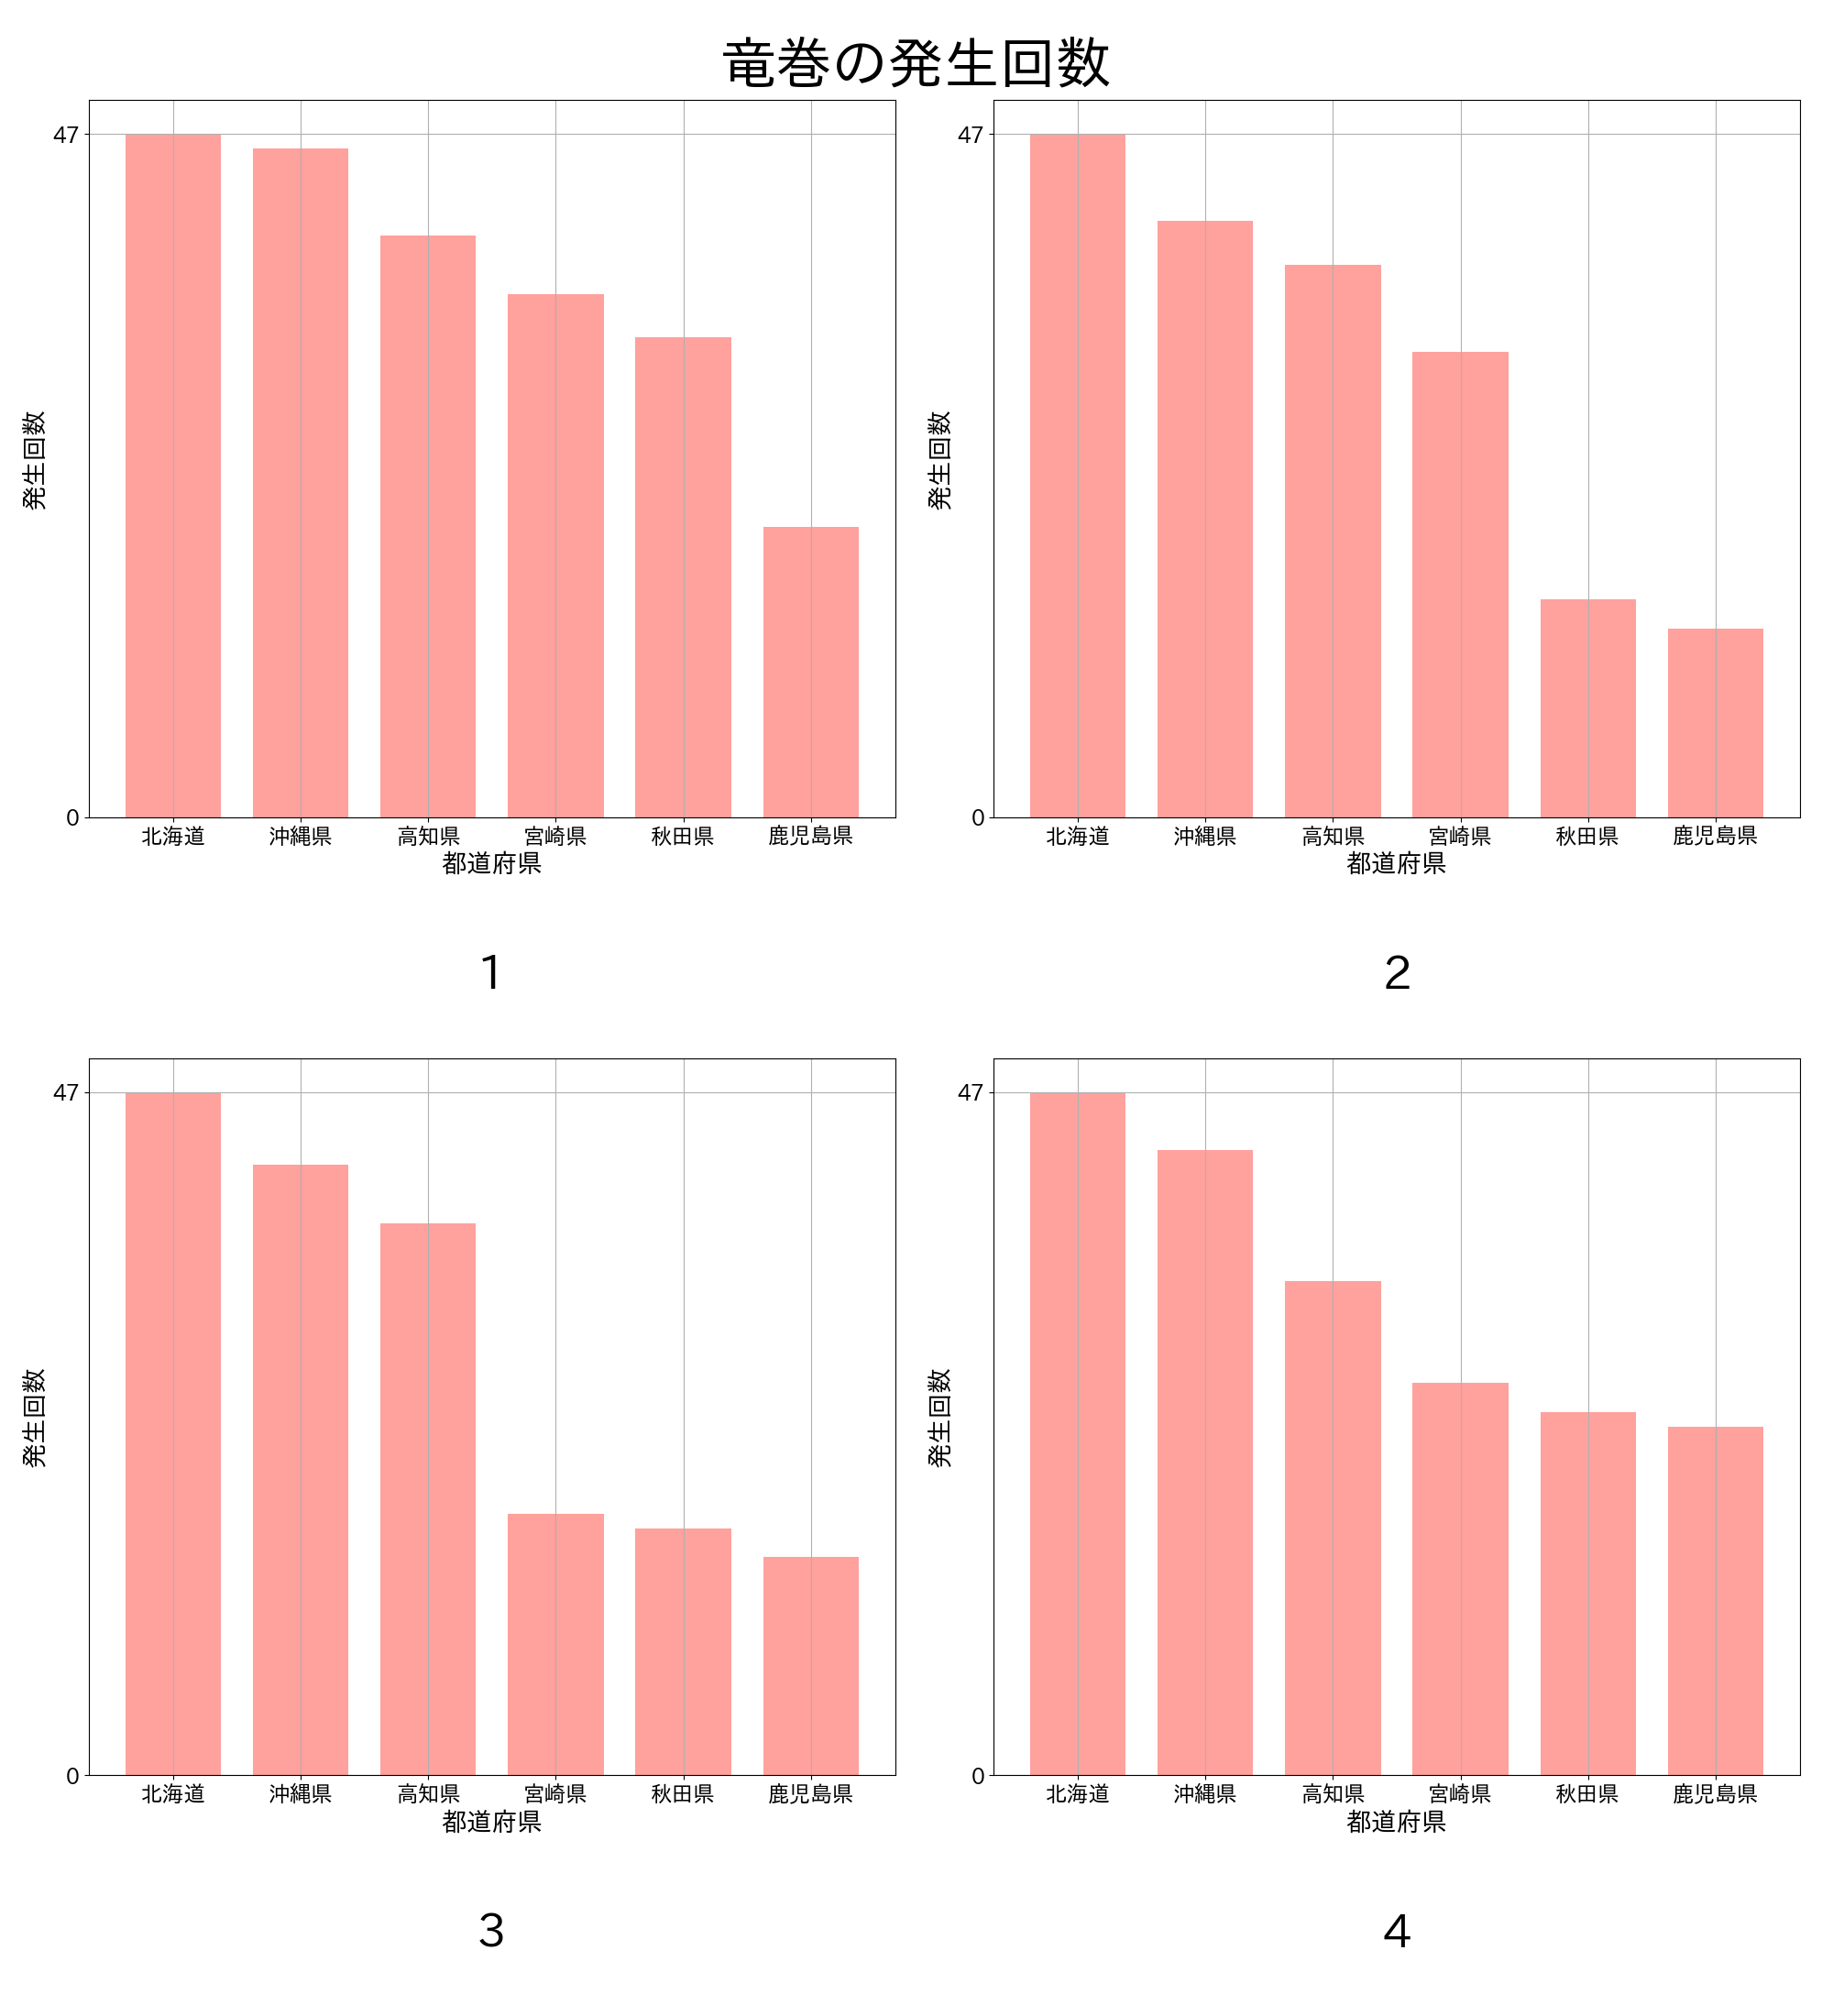 竜巻の発生回数
47
発生回数
0
北海道 沖縄県 高知県 宮崎県 秋田県 鹿児島県
都道府県
1
47
発生回数
0
北海道 沖縄県 高知県 宮崎県 秋田県 鹿児島県
都道府県
2
47
発生回数
0
北海道 沖縄県 高知県 宮崎県 秋田県 鹿児島県
都道府県
3
47
発生回数
0
北海道 沖縄県 高知県 宮崎県 秋田県 鹿児島県
都道府県
4